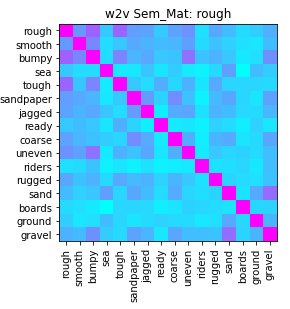 w2v Sem_Mat: rough
rough
smooth
bumpy
sea
tough
sandpaper
jagged
ready
coarse
uneven
riders
rugged
sand
boards
ground
gravel
rough
smooth
bumpy
sea
tough
sandpaper
jagged
ready
coarse
uneven
riders
rugged
sand
boards
ground
gravel